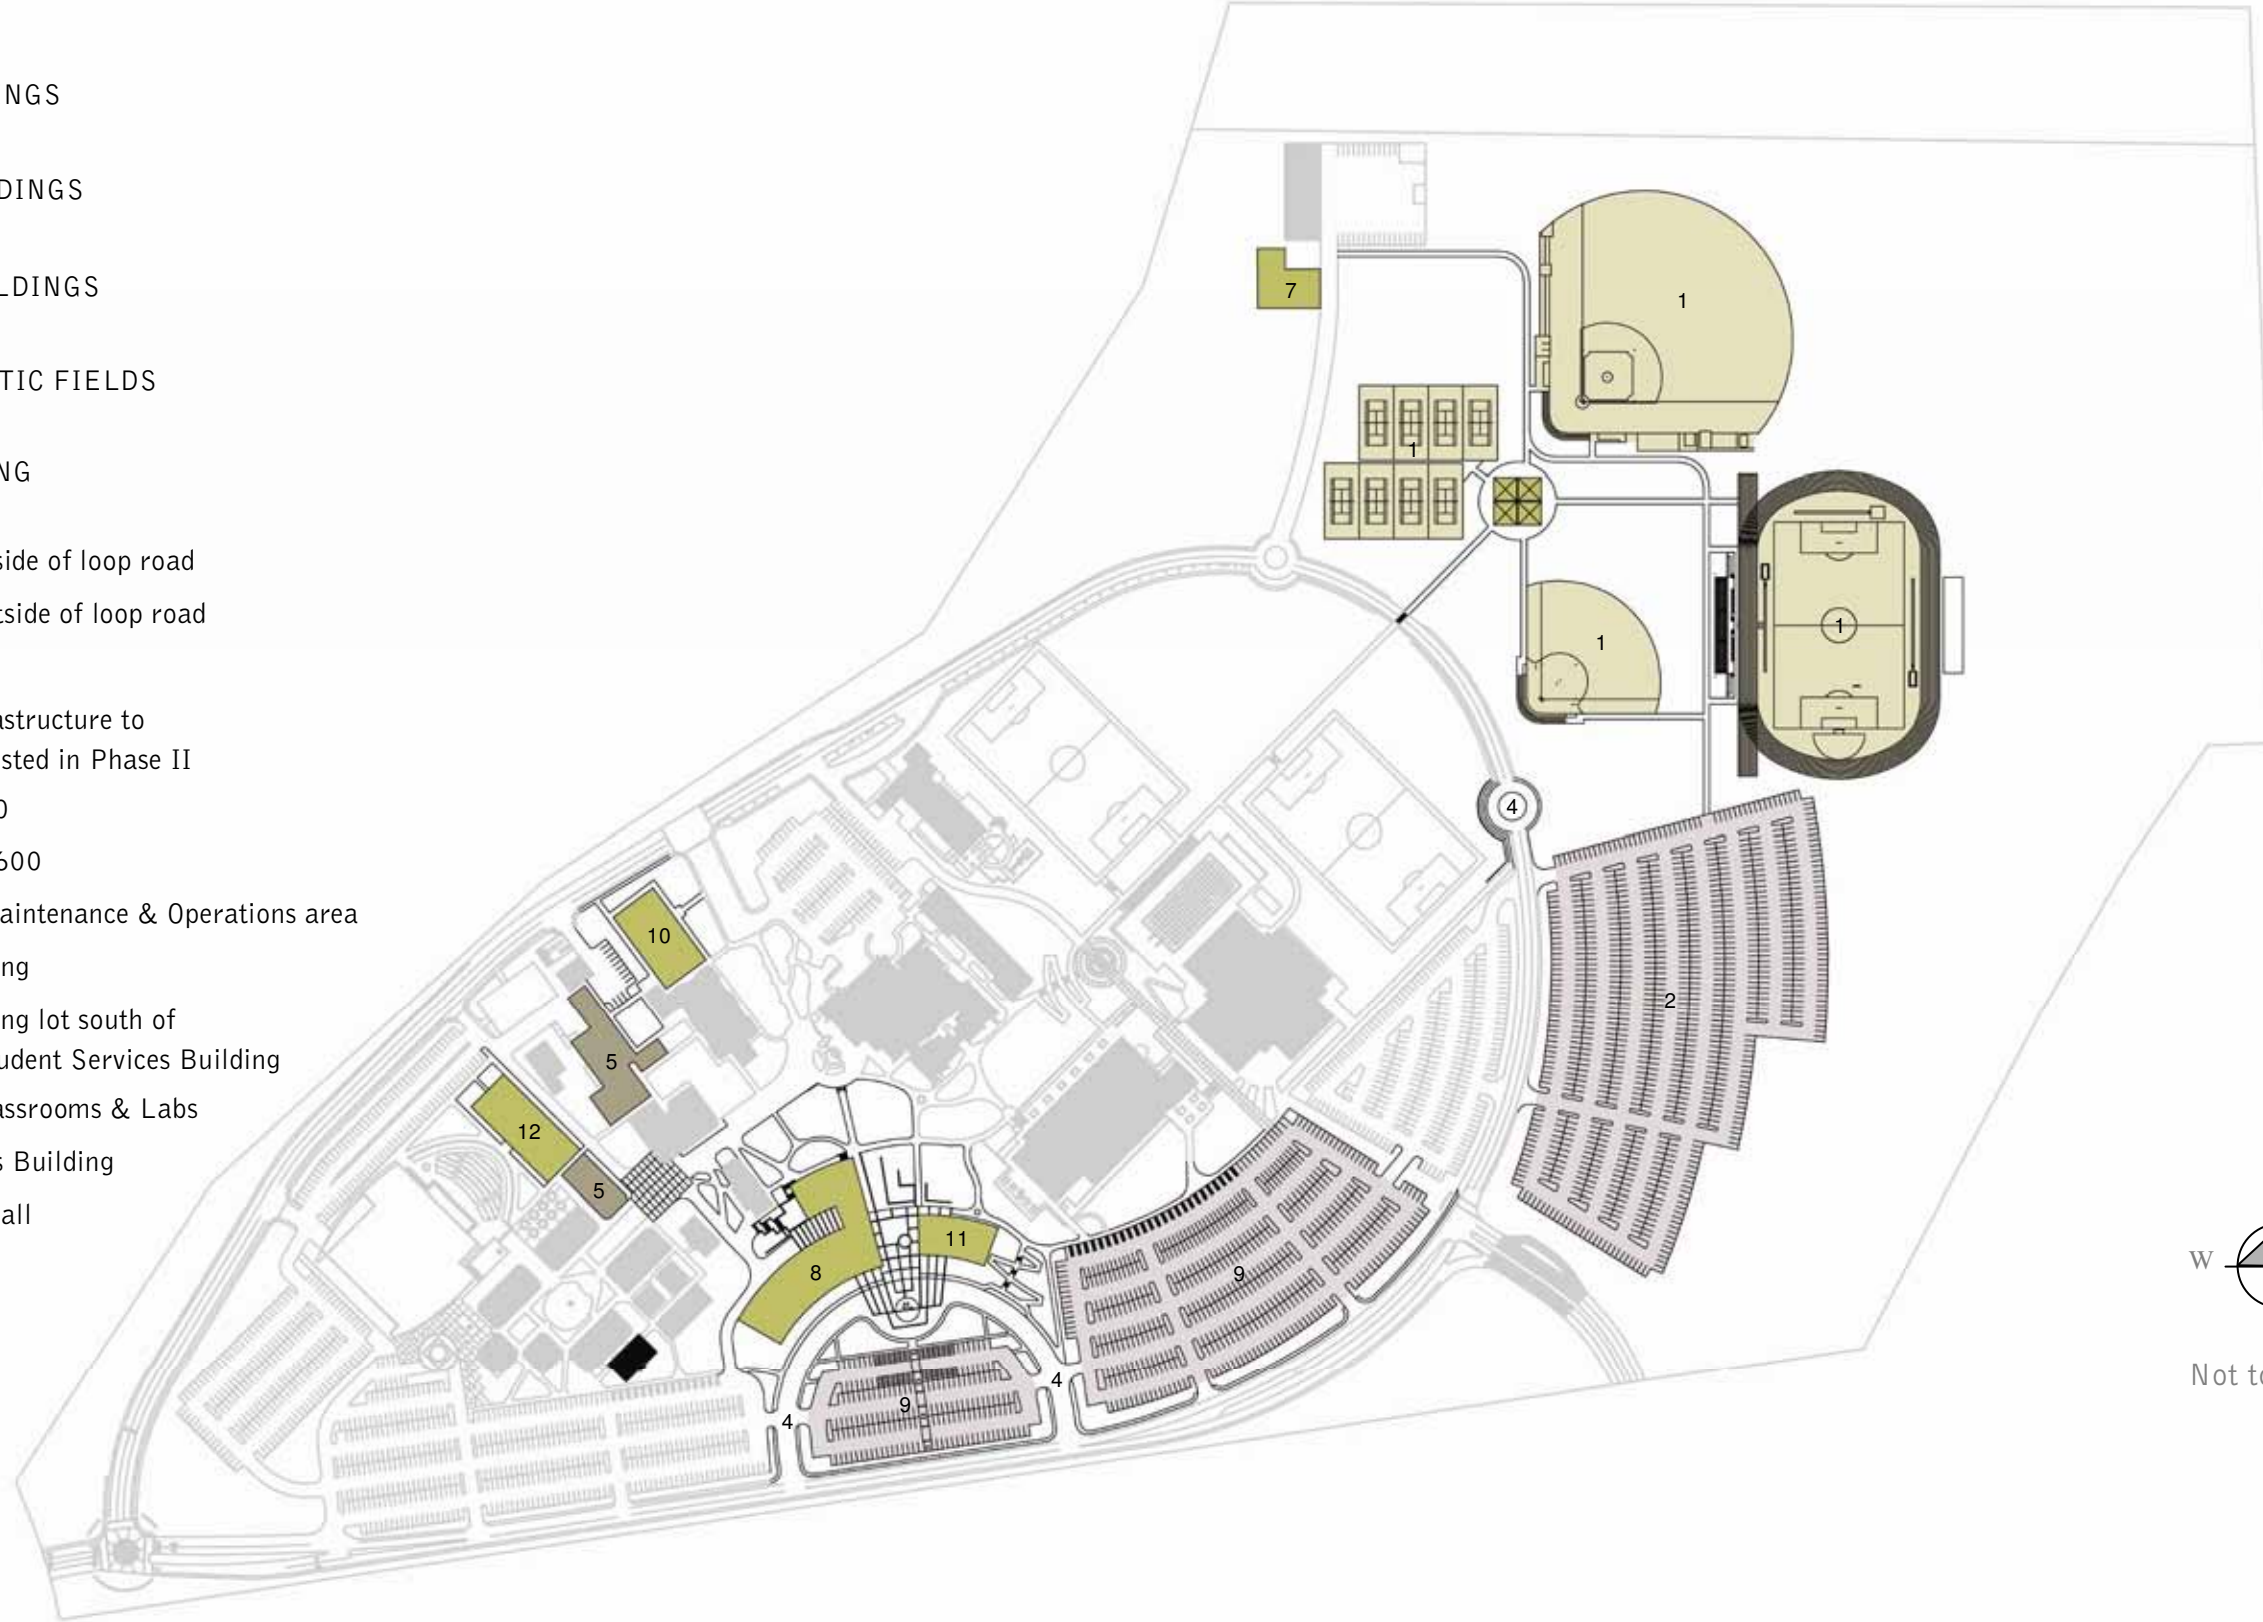 NGS
DINGS
LDINGS
TIC FIELDS
NG
side of loop road
tside of loop road
astructure to
sted in Phase II
0
600
aintenance & Operations area
ng
ng lot south of
udent Services Building
assrooms & Labs
s Building
all
7
1
1
1
1
4
2
10
5
12
5
8
11
9
9
4
4
W
Not to